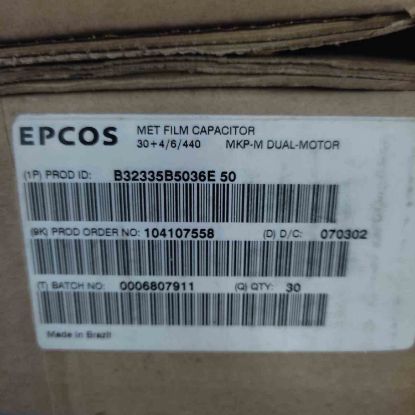 EPCOS MET FILM CAPACITOR
30+4/6/440 MKP-M DUAL-MOTOR
(1P) PROD ID: B32335B5036E 50
(9K) PROD ORDER NO: 104107558 (D) D/C: 070302
(T) BATCH NO: 0006807911 (Q) QTY: 30
Made in Brazil